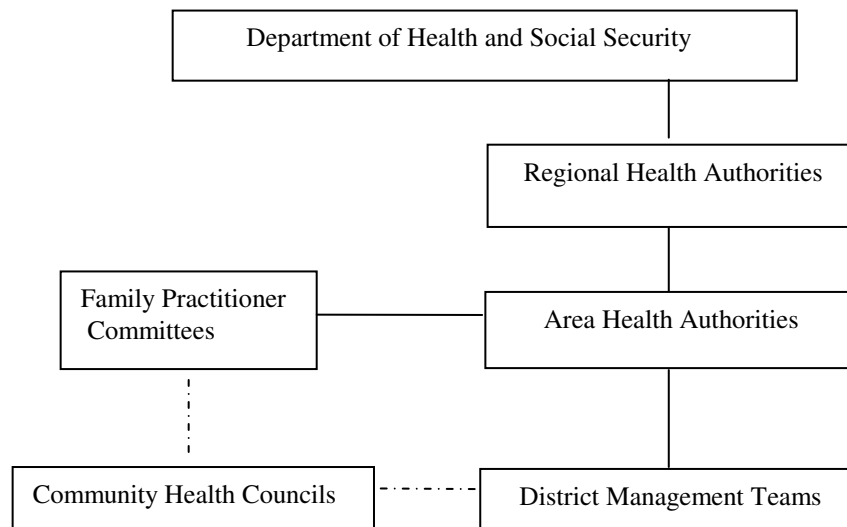 Department of Health and Social Security
Regional Health Authorities
Family Practitioner
Committees
Area Health Authorities
Community Health Councils
District Management Teams